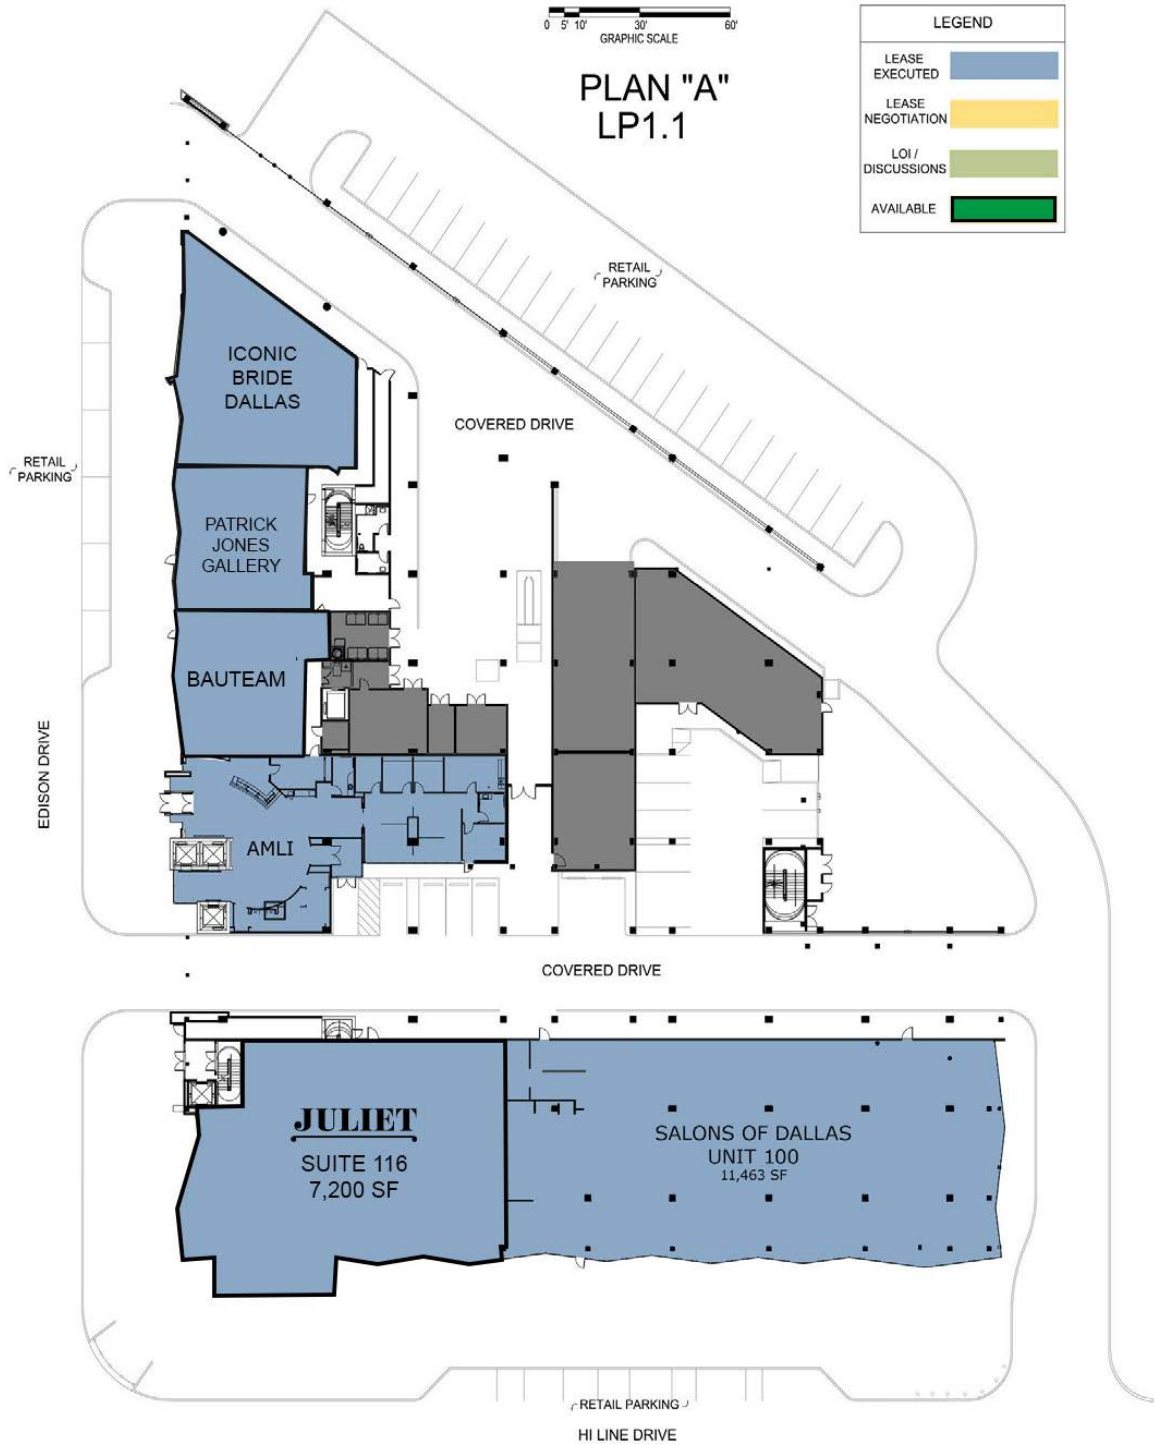 0 5' 10' 30' 60'
GRAPHIC SCALE
PLAN "A"
LP1.1
LEGEND
LEASE
EXECUTED
LEASE
NEGOTIATION
LOI /
DISCUSSIONS
AVAILABLE
RETAIL
PARKING
ICONIC
BRIDE
DALLAS
COVERED DRIVE
RETAIL
PARKING
PATRICK
JONES
GALLERY
BAUTEAM
EDISON DRIVE
AMLI
COVERED DRIVE
JULIET
SUITE 116
7,200 SF
SALONS OF DALLAS
UNIT 100
11,463 SF
RETAIL PARKING
HI LINE DRIVE